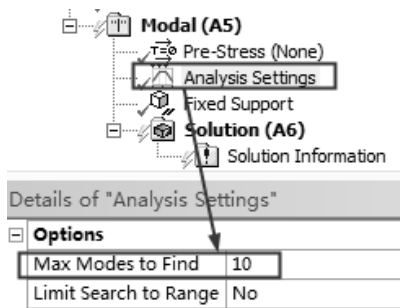 Modal (A5)
Pre-Stress (None)
Analysis Settings
Fixed Support
Solution (A6)
Solution Information
Details of "Analysis Settings"
Options
Max Modes to Find 10
Limit Search to Range No